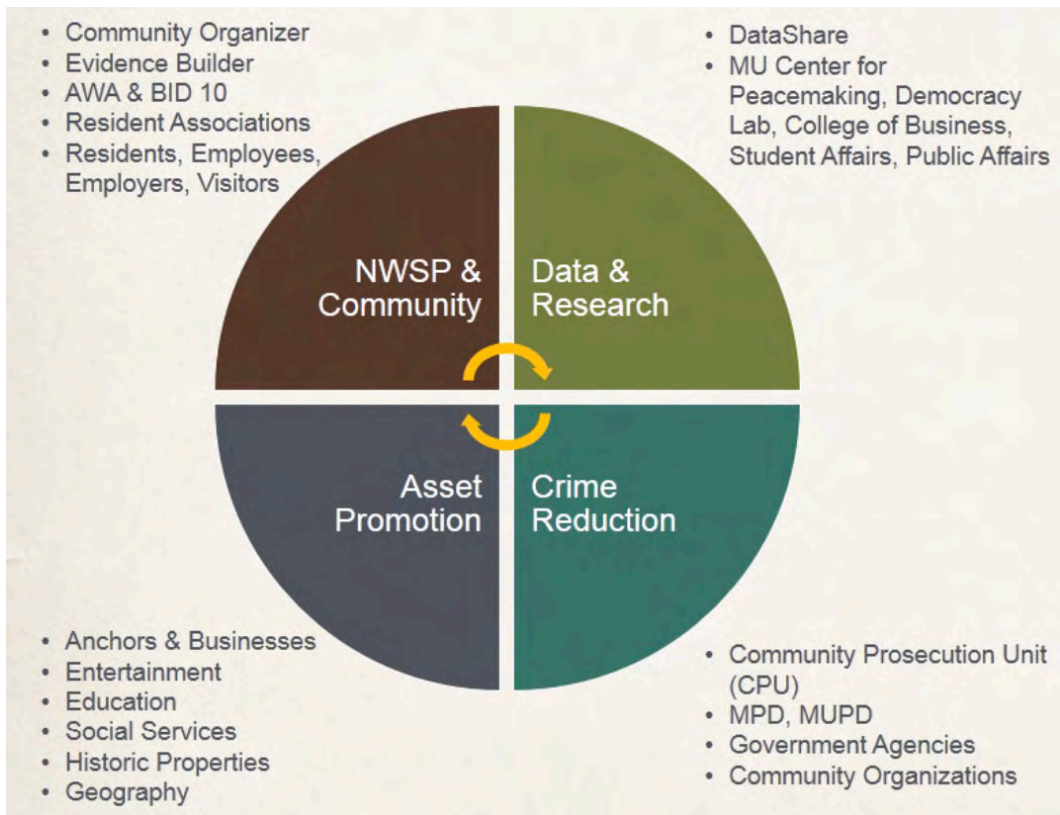 • Community Organizer
• Evidence Builder
• AWA & BID 10
• Resident Associations
• Residents, Employees,
Employers, Visitors
• DataShare
• MU Center for
Peacemaking, Democracy
Lab, College of Business,
Student Affairs, Public Affairs
NWSP &
Community
Data &
Research
Asset
Promotion
Crime
Reduction
• Anchors & Businesses
• Entertainment
• Education
• Social Services
• Historic Properties
• Geography
• Community Prosecution Unit
(CPU)
• MPD, MUPD
• Government Agencies
• Community Organizations